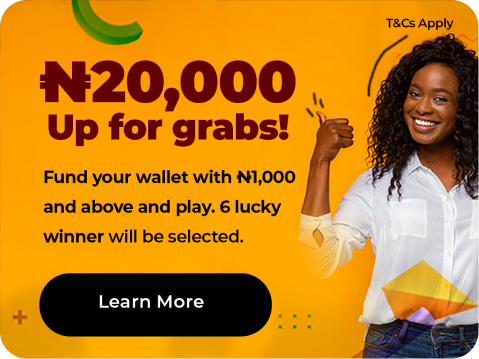 T&Cs Apply
₦20,000
Up for grabs!
Fund your wallet with ₦1,000
and above and play. 6 lucky
winner will be selected.
Learn More